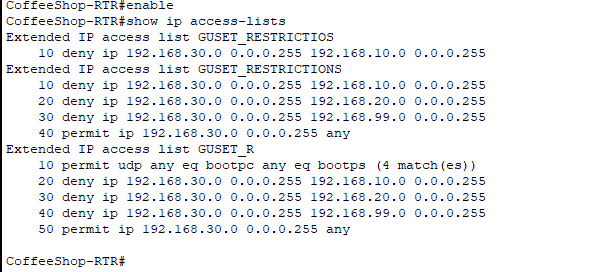 CoffeeShop-RTR#enable
CoffeeShop-RTR#show ip access-lists
Extended IP access list GUSET_RESTRICTIOS
    10 deny ip 192.168.30.0 0.0.0.255 192.168.10.0 0.0.0.255
Extended IP access list GUSET_RESTRICTIONS
    10 deny ip 192.168.30.0 0.0.0.255 192.168.10.0 0.0.0.255
    20 deny ip 192.168.30.0 0.0.0.255 192.168.20.0 0.0.0.255
    30 deny ip 192.168.30.0 0.0.0.255 192.168.99.0 0.0.0.255
    40 permit ip 192.168.30.0 0.0.0.255 any
Extended IP access list GUSET_R
    10 permit udp any eq bootpc any eq bootps (4 match(es))
    20 deny ip 192.168.30.0 0.0.0.255 192.168.10.0 0.0.0.255
    30 deny ip 192.168.30.0 0.0.0.255 192.168.20.0 0.0.0.255
    40 deny ip 192.168.30.0 0.0.0.255 192.168.99.0 0.0.0.255
    50 permit ip 192.168.30.0 0.0.0.255 any
CoffeeShop-RTR#